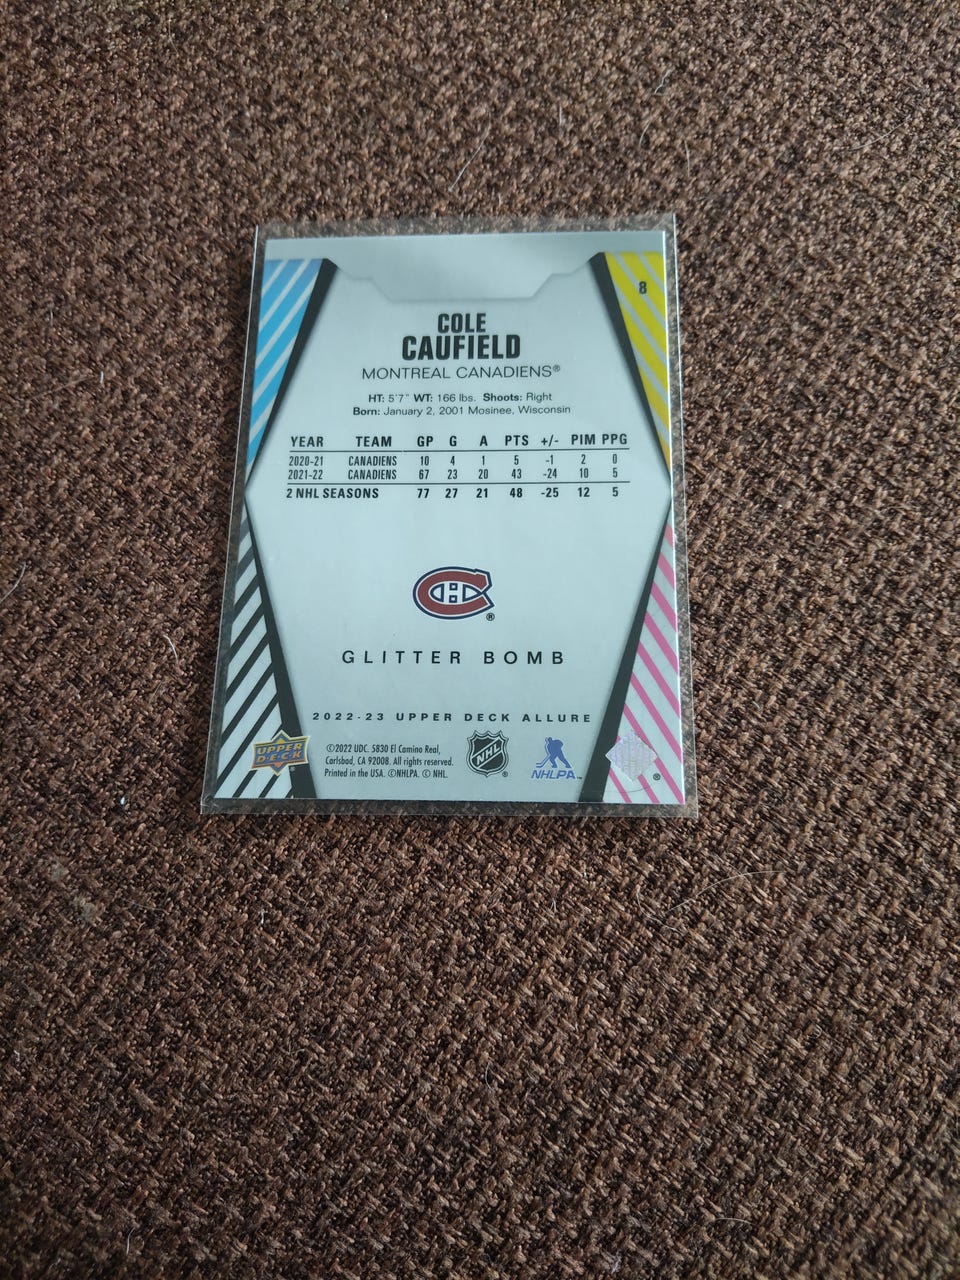 8
COLE
CAUFIELD
MONTREAL CANADIENS®
HT: 5'7" WT: 166 lbs. Shoots: Right
Born: January 2, 2001 Mosinee, Wisconsin
YEAR TEAM GP G A PTS +/- PIM PPG
2020-21 CANADIENS 10 4 1 5 -1 2 0
2021-22 CANADIENS 67 23 20 43 -24 10 5
2 NHL SEASONS 77 27 21 48 -25 12 5
CH ®
GLITTER BOMB
2022-23 UPPER DECK ALLURE
UPPER
DECK
©2022 UDC. 5830 El Camino Real,
Carlsbad, CA 92008. All rights reserved.
Printed in the USA. ©NHLPA. © NHL.
NHL ®
NHLPA™
®